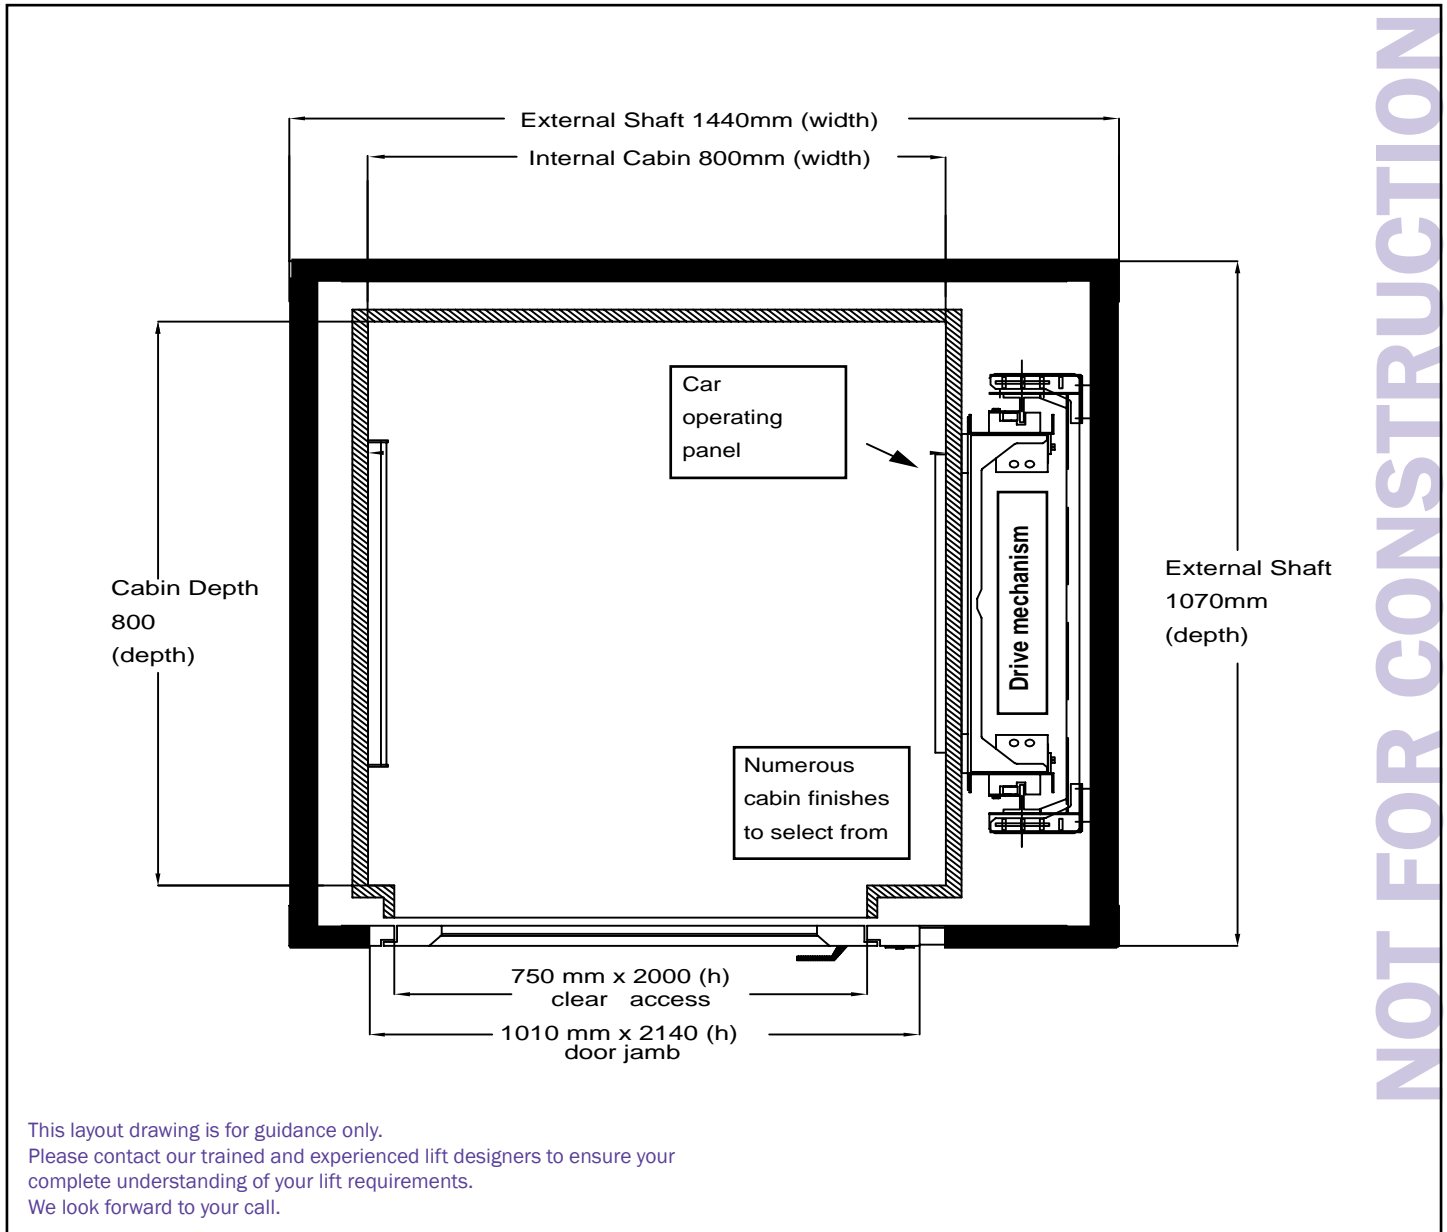 External Shaft 1440mm (width)
Internal Cabin 800mm (width)
Car
operating
panel
Drive mechanism
Cabin Depth
800
(depth)
External Shaft
1070mm
(depth)
Numerous
cabin finishes
to select from
750 mm x 2000 (h)
clear access
1010 mm x 2140 (h)
door jamb
NOT FOR CONSTRUCTION
This layout drawing is for guidance only.
Please contact our trained and experienced lift designers to ensure your
complete understanding of your lift requirements.
We look forward to your call.